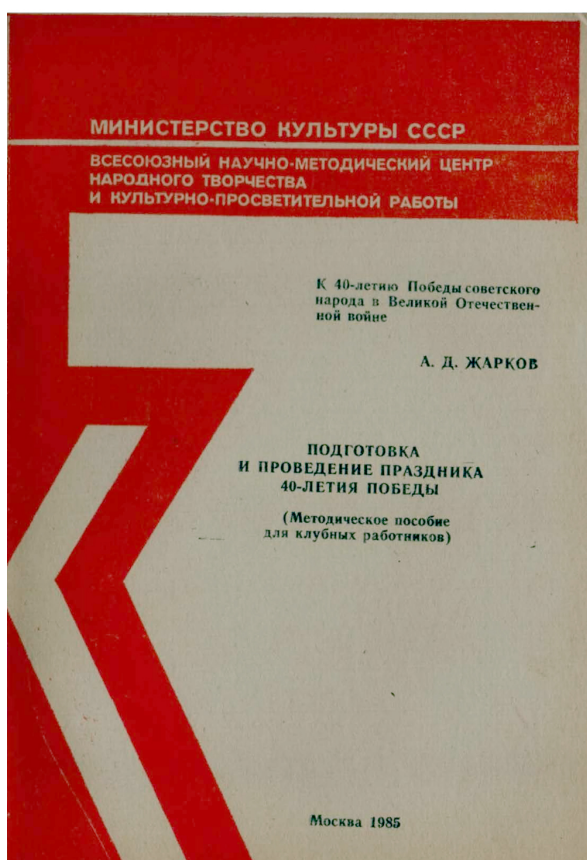 МИНИСТЕРСТВО КУЛЬТУРЫ СССР
ВСЕСОЮЗНЫЙ НАУЧНО-МЕТОДИЧЕСКИЙ ЦЕНТР
НАРОДНОГО ТВОРЧЕСТВА
И КУЛЬТУРНО-ПРОСВЕТИТЕЛЬНОЙ РАБОТЫ
К 40-летию Победы советского
народа в Великой Отечествен-
ной войне
А. Д. ЖАРКОВ
ПОДГОТОВКА
И ПРОВЕДЕНИЕ ПРАЗДНИКА
40-ЛЕТИЯ ПОБЕДЫ
(Методическое пособие
для клубных работников)
Москва 1985